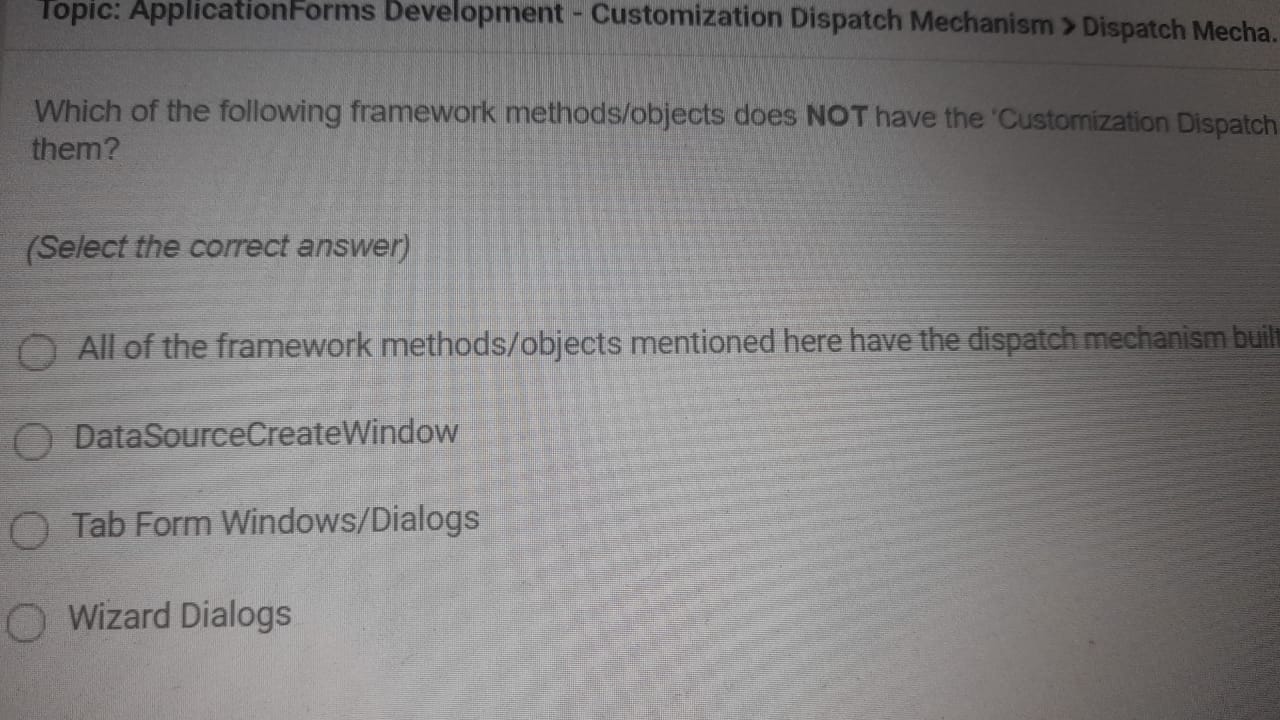 Topic: ApplicationForms Development - Customization Dispatch Mechanism > Dispatch Mecha.
Which of the following framework methods/objects does NOT have the 'Customization Dispatch
them?
(Select the correct answer)
All of the framework methods/objects mentioned here have the dispatch mechanism built
DataSourceCreateWindow
Tab Form Windows/Dialogs
Wizard Dialogs